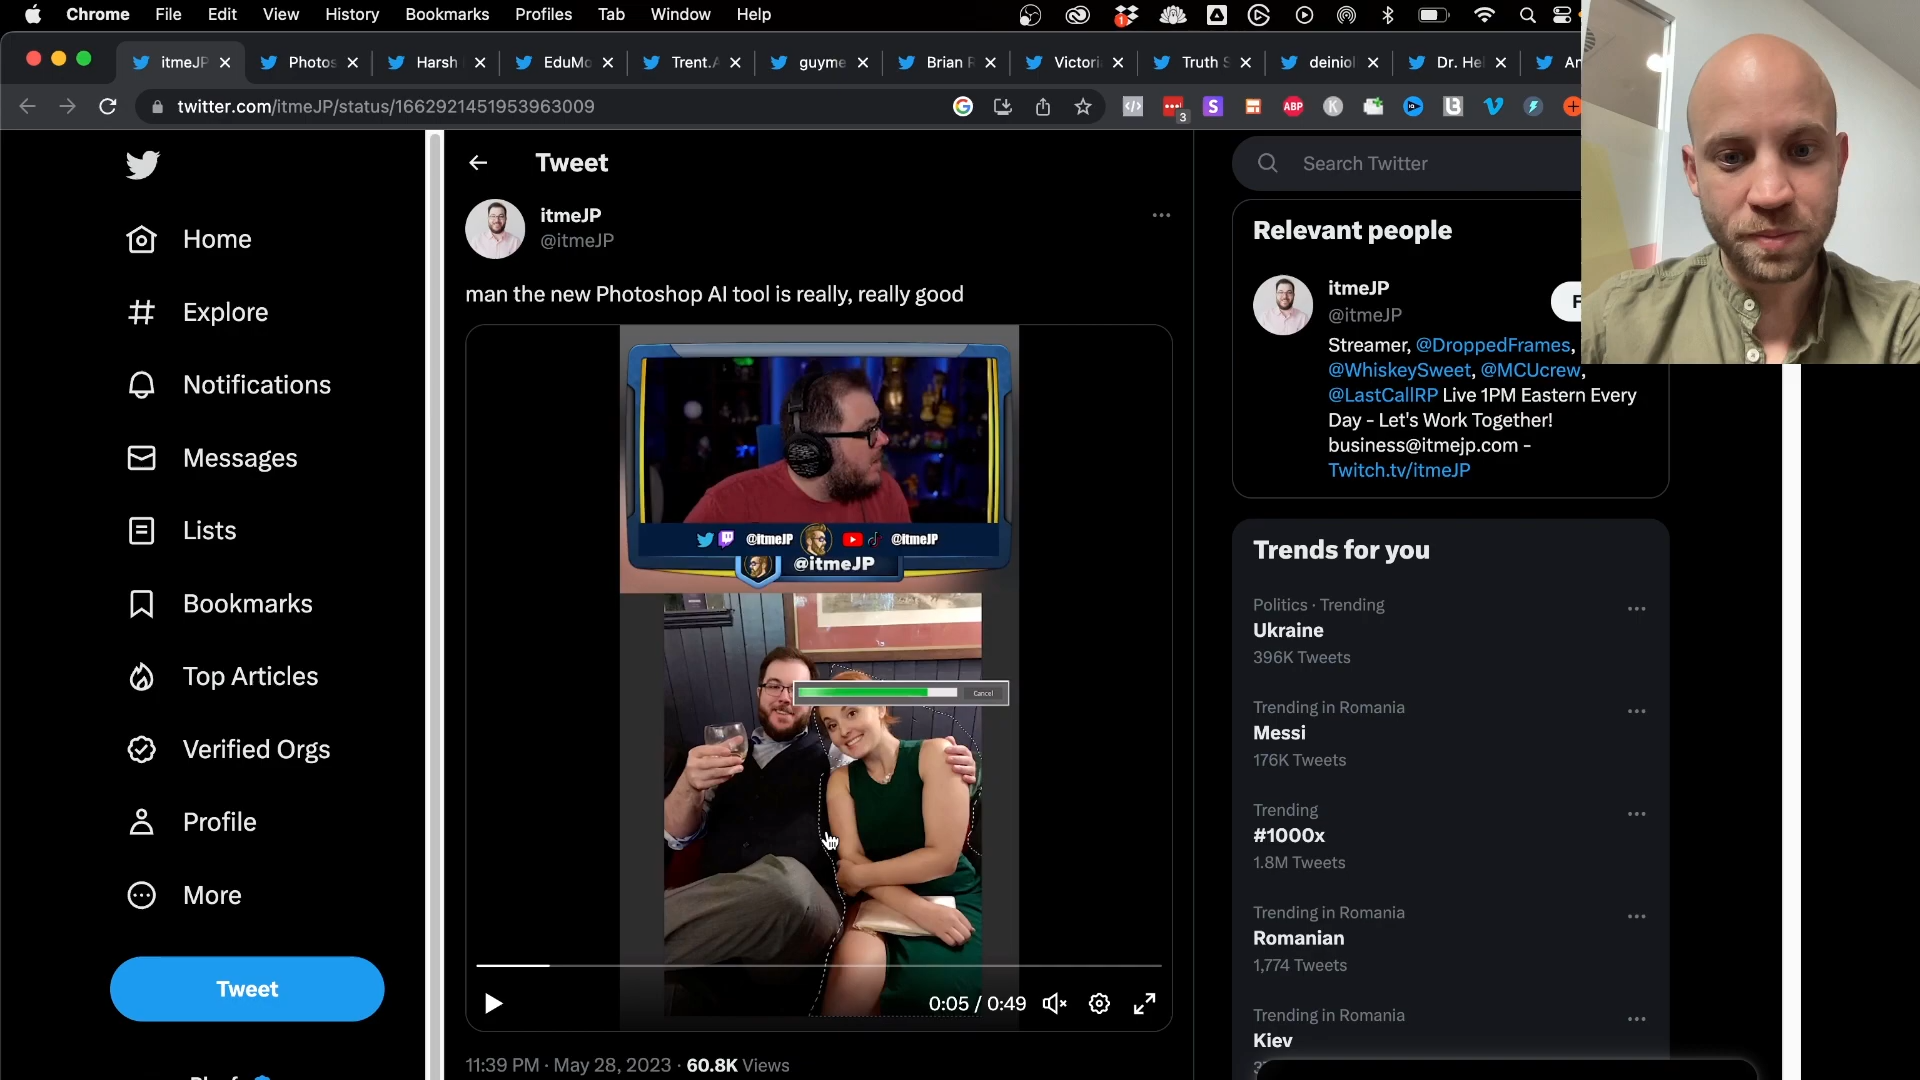 Chrome File Edit View History Bookmarks Profiles Tab Window Help
itmeJP Photos Harsh EduMo Trent.A guyme Brian R Victori Truth S deiniol Dr. Hel An
twitter.com/itmeJP/status/1662921451953963009
ABP
3
Tweet
Search Twitter
Home
Explore
Notifications
Messages
Lists
Bookmarks
Top Articles
Verified Orgs
Profile
More
Tweet
itmeJP
@itmeJP
man the new Photoshop AI tool is really, really good
@itmeJP @itmeJP
@itmeJP
Cancel
0:05 / 0:49
11:39 PM · May 28, 2023 · 60.8K Views
Relevant people
itmeJP
@itmeJP
Streamer, @DroppedFrames,
@WhiskeySweet, @MCUcrew,
@LastCallRP Live 1PM Eastern Every
Day - Let's Work Together!
business@itmejp.com -
Twitch.tv/itmeJP
Trends for you
Politics · Trending
Ukraine
396K Tweets
Trending in Romania
Messi
176K Tweets
Trending
#1000x
1.8M Tweets
Trending in Romania
Romanian
1,774 Tweets
Trending in Romania
Kiev